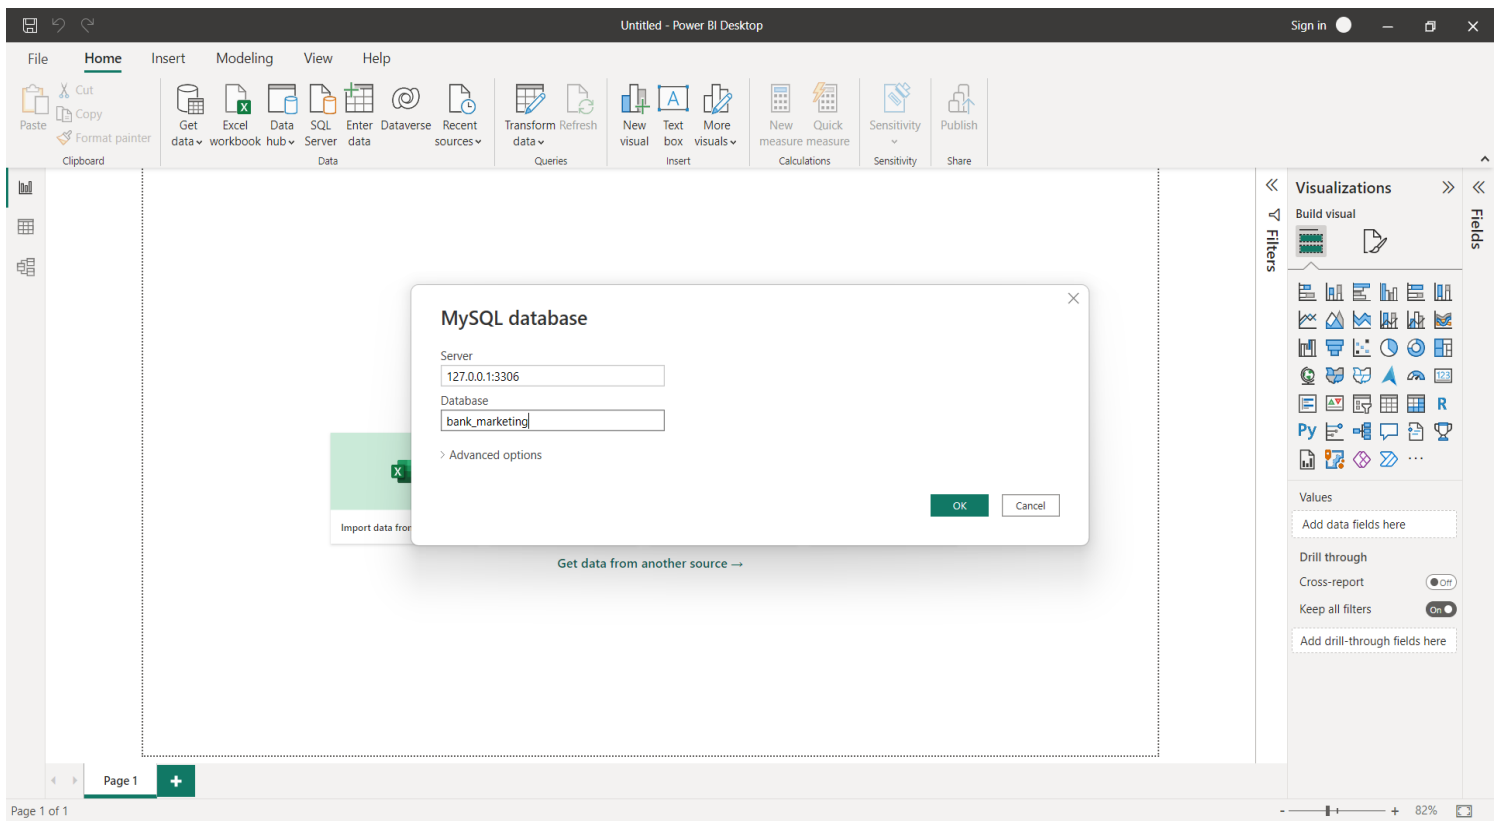 Untitled - Power BI Desktop
Sign in
File Home Insert Modeling View Help
Paste
Cut
Copy
Format painter
Clipboard
Get data
Excel workbook
Data hub
SQL Server
Enter data
Dataverse
Recent sources
Data
Transform data
Refresh
Queries
New visual
Text box
More visuals
Insert
New measure
Quick measure
Calculations
Sensitivity
Sensitivity
Publish
Share
MySQL database
Server
127.0.0.1:3306
Database
bank_marketing
Advanced options
OK
Cancel
Import data fro
Get data from another source →
Filters
Visualizations
Build visual
123
R
Py
Values
Add data fields here
Drill through
Cross-report
Off
Keep all filters
On
Add drill-through fields here
Fields
Page 1
Page 1 of 1
82%